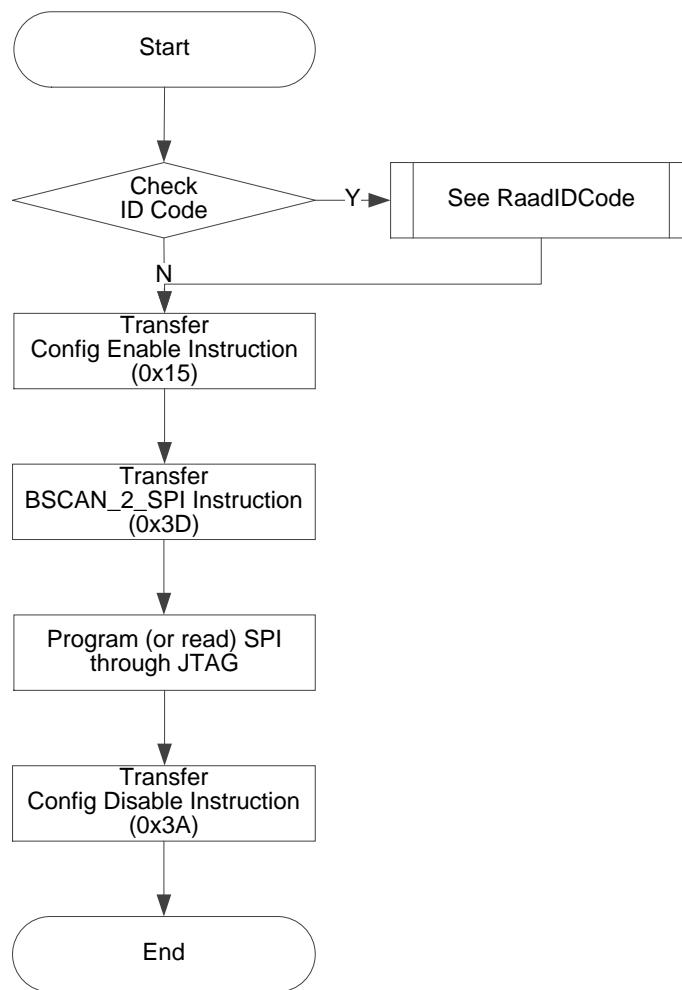 Start
Check
ID Code
Y
See RaadIDCode
N
Transfer
Config Enable Instruction
(0x15)
Transfer
BSCAN_2_SPI Instruction
(0x3D)
Program (or read) SPI
through JTAG
Transfer
Config Disable Instruction
(0x3A)
End